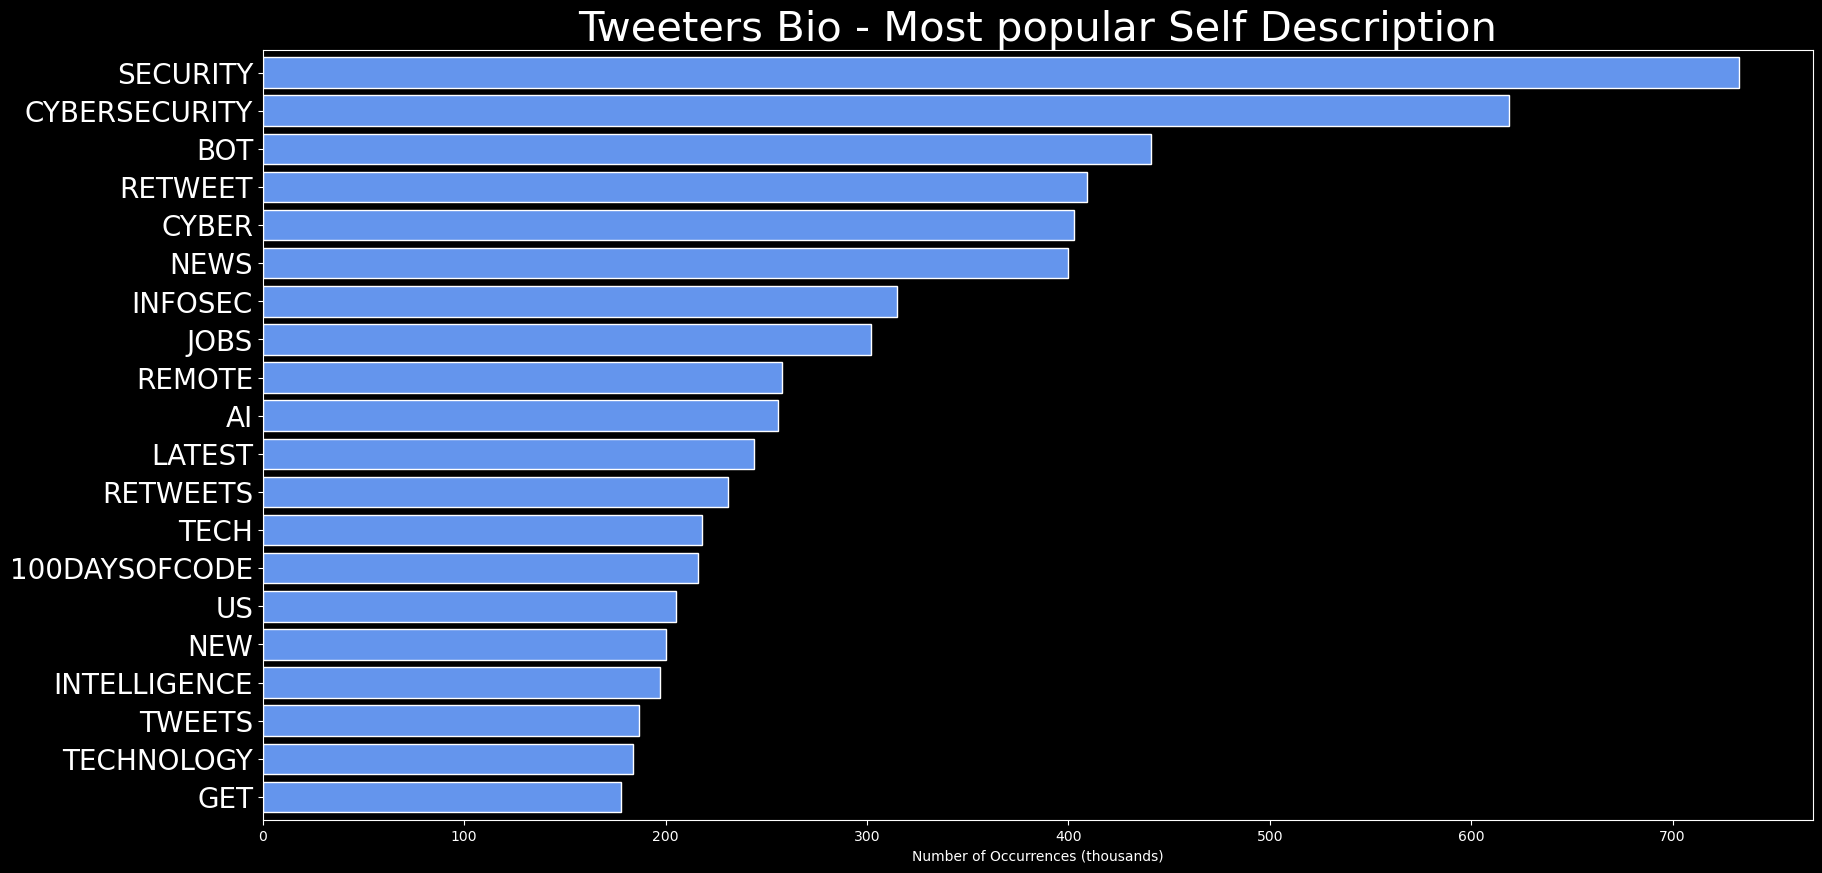 Tweeters Bio - Most popular Self Description
SECURITY
CYBERSECURITY
BOT
RETWEET
CYBER
NEWS
INFOSEC
JOBS
REMOTE
AI
LATEST
RETWEETS
TECH
100DAYSOFCODE
US
NEW
INTELLIGENCE
TWEETS
TECHNOLOGY
GET
0 100 200 300 400 500 600 700
Number of Occurrences (thousands)